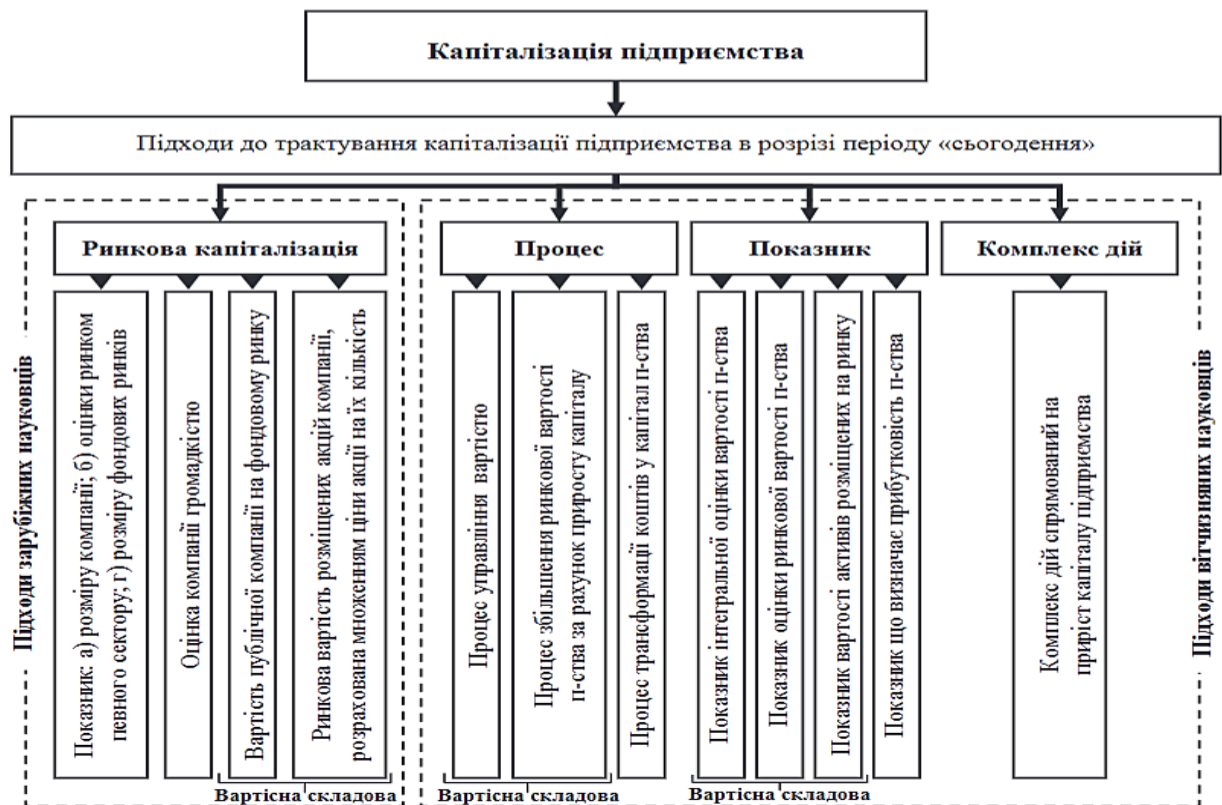 Капіталізація підприємства
Підходи до трактування капіталізації підприємства в розрізі періоду «сьогодення»
Підходи зарубіжних науковців
Ринкова капіталізація
Показник: а) розміру компанії; б) оцінки ринком
певного сектору; г) розміру фондових ринків
Оцінка компанії громадкістю
Вартість публічної компанії на фондовому ринку
Ринкова вартість розміщених акцій компанії,
розрахована множенням ціни акції на їх кількість
Вартісна складова
Процес
Процес управління вартістю
Процес збільшення ринкової вартості
п-ства за рахунок приросту капіталу
Процес трансформації коштів у капітал п-ства
Вартісна складова
Показник
Показник інтегральної оцінки вартості п-ства
Показник оцінки ринкової вартості п-ства
Показник вартості активів розміщених на ринку
Показник що визначає прибутковість п-ства
Вартісна складова
Комплекс дій
Комплекс дій спрямований на
приріст капіталу підприємства
Підходи вітчизняних науковців